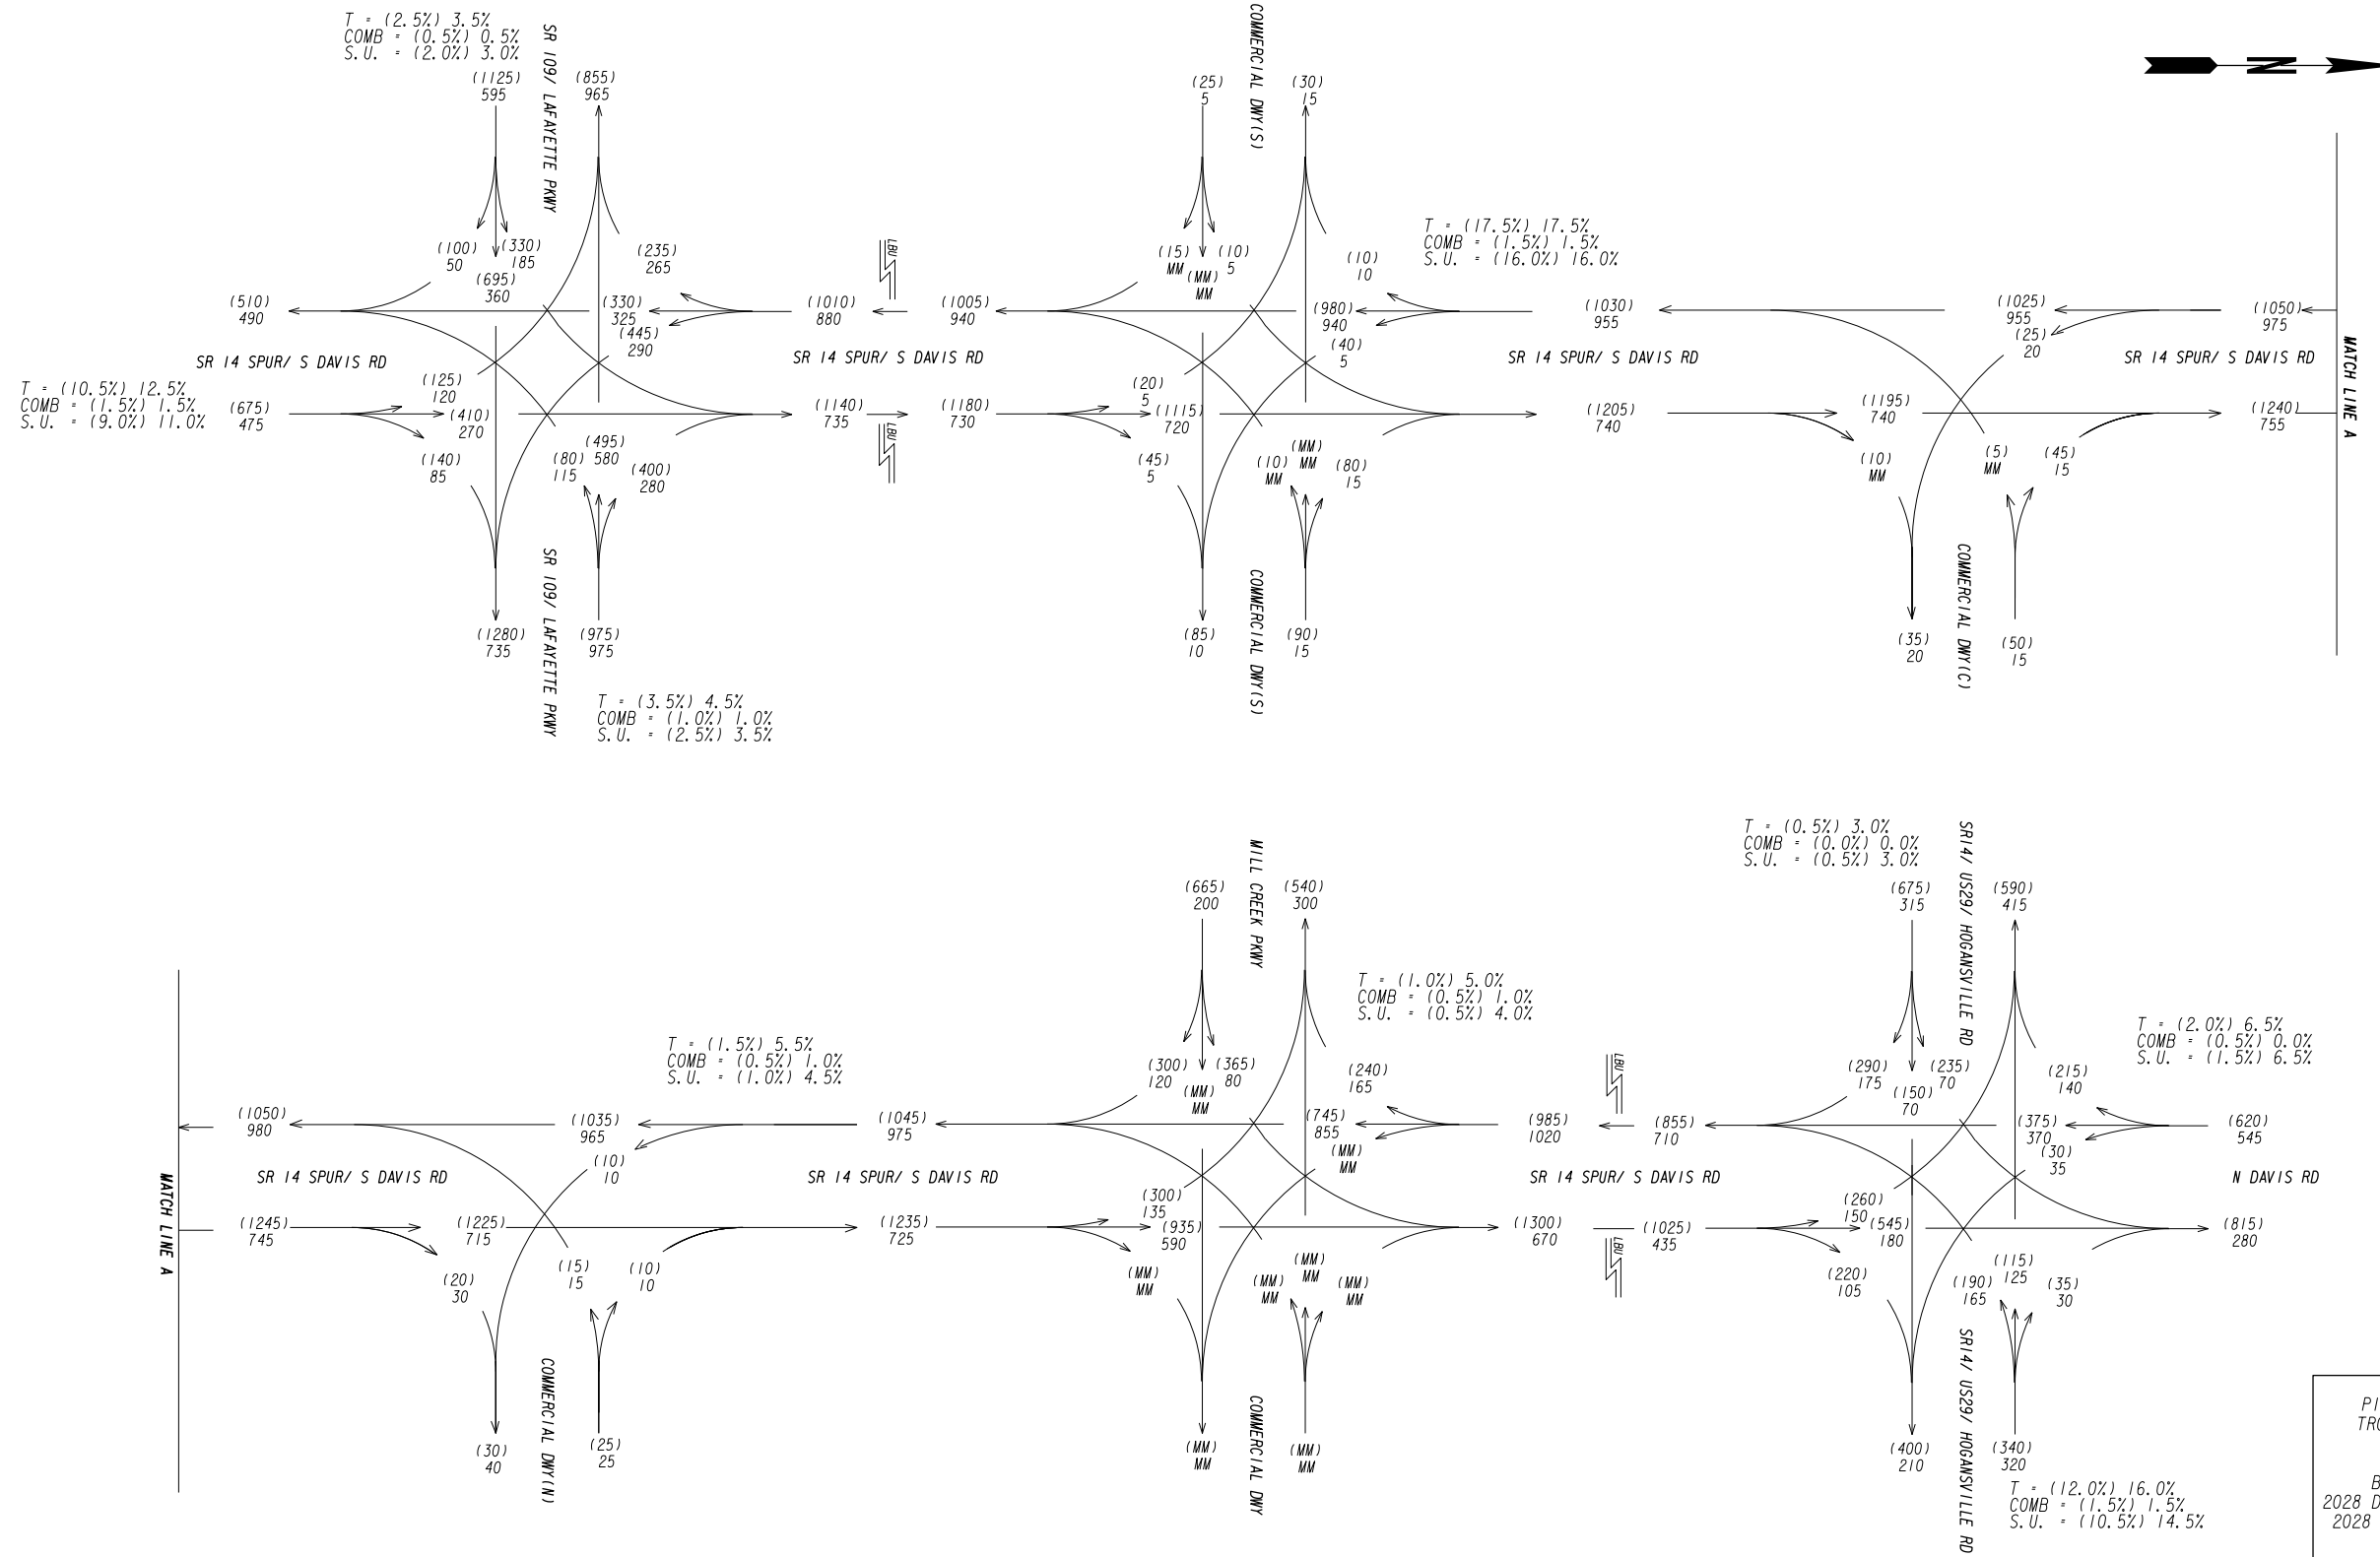 T = (2.5%) 3.5%
COMB = (0.5%) 0.5%
S.U. = (2.0%) 3.0%
SR 109/ LAFAYETTE PKWY
(1125)
595
(855)
965
(100)
50
(330)
185
(695)
360
(235)
265
(510)
490
(330)
325
(445)
290
(1010)
880
LBU
SR 14 SPUR/ S DAVIS RD
T = (10.5%) 12.5%
COMB = (1.5%) 1.5%
S.U. = (9.0%) 11.0%
(675)
475
(125)
120
(410)
270
(140)
85
(80)
115
(495)
580
(400)
280
(1140)
735
LBU
SR 109/ LAFAYETTE PKWY
(1280)
735
(975)
975
T = (3.5%) 4.5%
COMB = (1.0%) 1.0%
S.U. = (2.5%) 3.5%
COMMERCIAL DWY(S)
(25)
5
(30)
15
(15)
MM
(MM)
MM
(10)
5
(10)
10
T = (17.5%) 17.5%
COMB = (1.5%) 1.5%
S.U. = (16.0%) 16.0%
(1005)
940
(980)
940
(40)
5
(1030)
955
SR 14 SPUR/ S DAVIS RD
(1180)
730
(20)
5
(1115)
720
(45)
5
(10)
MM
(MM)
MM
(80)
15
(1205)
740
COMMERCIAL DWY(S)
(85)
10
(90)
15
SR 14 SPUR/ S DAVIS RD
(1025)
955
(25)
20
(1050)
975
SR 14 SPUR/ S DAVIS RD
MATCH LINE A
(1195)
740
(10)
MM
(5)
MM
(45)
15
(1240)
755
COMMERCIAL DWY(C)
(35)
20
(50)
15
MATCH LINE A
(1050)
980
(1035)
965
(10)
10
T = (1.5%) 5.5%
COMB = (0.5%) 1.0%
S.U. = (1.0%) 4.5%
SR 14 SPUR/ S DAVIS RD
(1245)
745
(1225)
715
(20)
30
(15)
15
(10)
10
COMMERCIAL DWY(N)
(30)
40
(25)
25
(1045)
975
SR 14 SPUR/ S DAVIS RD
(1235)
725
MILL CREEK PKWY
(665)
200
(540)
300
(300)
120
(MM)
MM
(365)
80
(240)
165
T = (1.0%) 5.0%
COMB = (0.5%) 1.0%
S.U. = (0.5%) 4.0%
(745)
855
(MM)
MM
(985)
1020
LBU
(300)
135
(935)
590
(MM)
MM
(MM)
MM
(MM)
MM
(MM)
MM
(1300)
670
LBU
COMMERCIAL DWY
(MM)
MM
(MM)
MM
SR 14 SPUR/ S DAVIS RD
T = (0.5%) 3.0%
COMB = (0.0%) 0.0%
S.U. = (0.5%) 3.0%
SR14/ US29/ HOGANSVILLE RD
(675)
315
(590)
415
(855)
710
(290)
175
(150)
70
(235)
70
(215)
140
T = (2.0%) 6.5%
COMB = (0.5%) 0.0%
S.U. = (1.5%) 6.5%
(375)
370
(30)
35
(620)
545
N DAVIS RD
(1025)
435
(260)
150
(545)
180
(220)
105
(190)
165
(115)
125
(35)
30
(815)
280
SR14/ US29/ HOGANSVILLE RD
(400)
210
(340)
320
T = (12.0%) 16.0%
COMB = (1.5%) 1.5%
S.U. = (10.5%) 14.5%
PI
TR
B
2028 D
2028